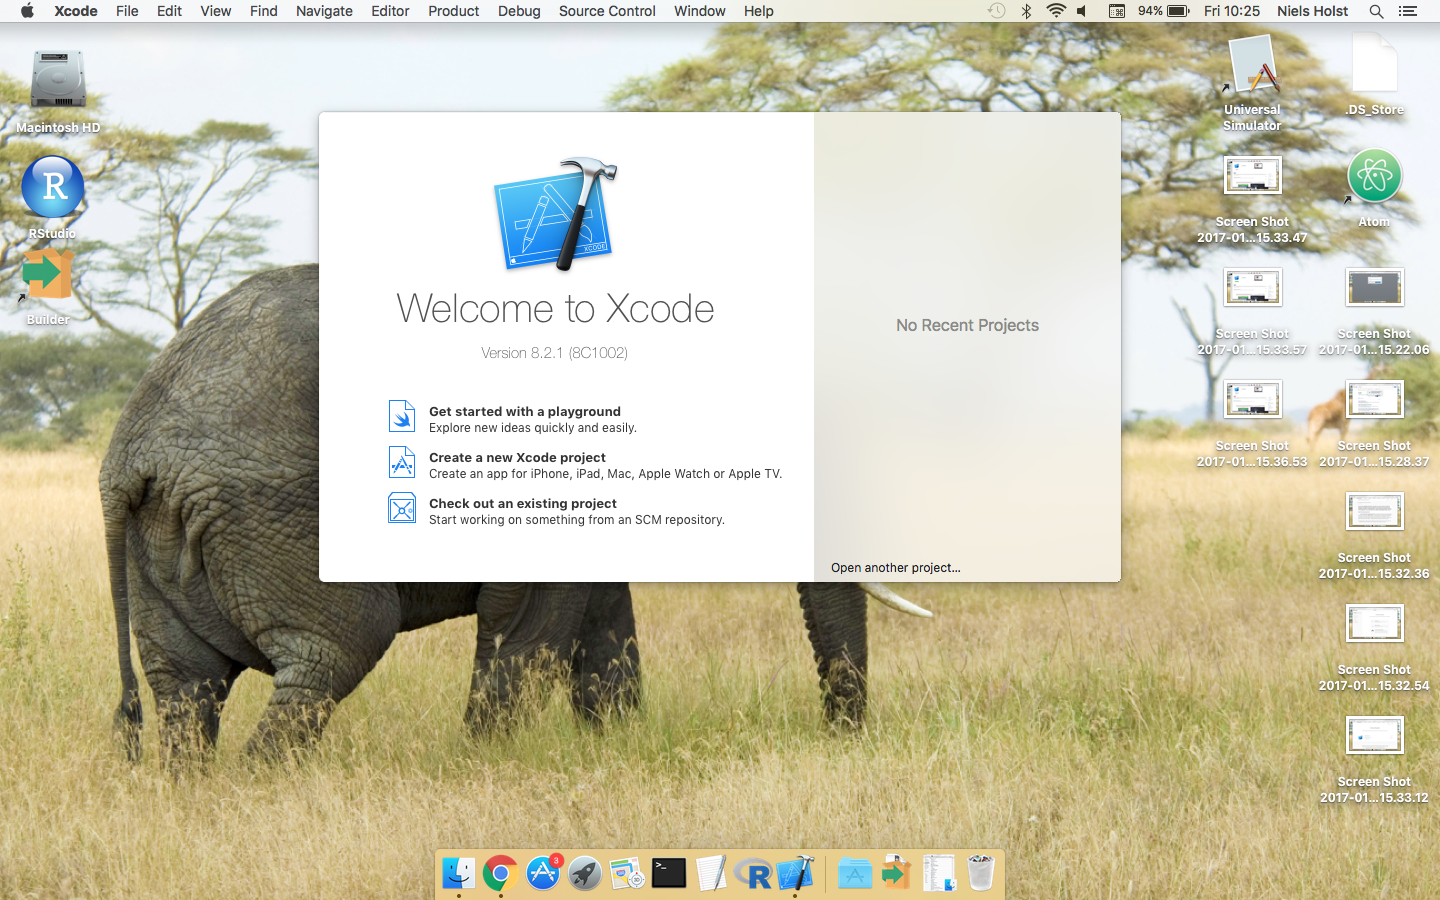 Xcode File Edit View Find Navigate Editor Product Debug Source Control Window Help
94% Fri 10:25 Niels Holst
Macintosh HD
R
RStudio
Builder
XCODE
Welcome to Xcode
Version 8.2.1 (8C1002)
Get started with a playground
Explore new ideas quickly and easily.
Create a new Xcode project
Create an app for iPhone, iPad, Mac, Apple Watch or Apple TV.
Check out an existing project
Start working on something from an SCM repository.
No Recent Projects
Open another project...
Universal
Simulator
.DS_Store
Screen Shot
2017-01...15.33.47
Atom
Screen Shot
2017-01...15.33.57
Screen Shot
2017-01...15.22.06
Screen Shot
2017-01...15.36.53
Screen Shot
2017-01...15.28.37
Screen Shot
2017-01...15.32.36
Screen Shot
2017-01...15.32.54
Screen Shot
2017-01...15.33.12
3
30
>_
R